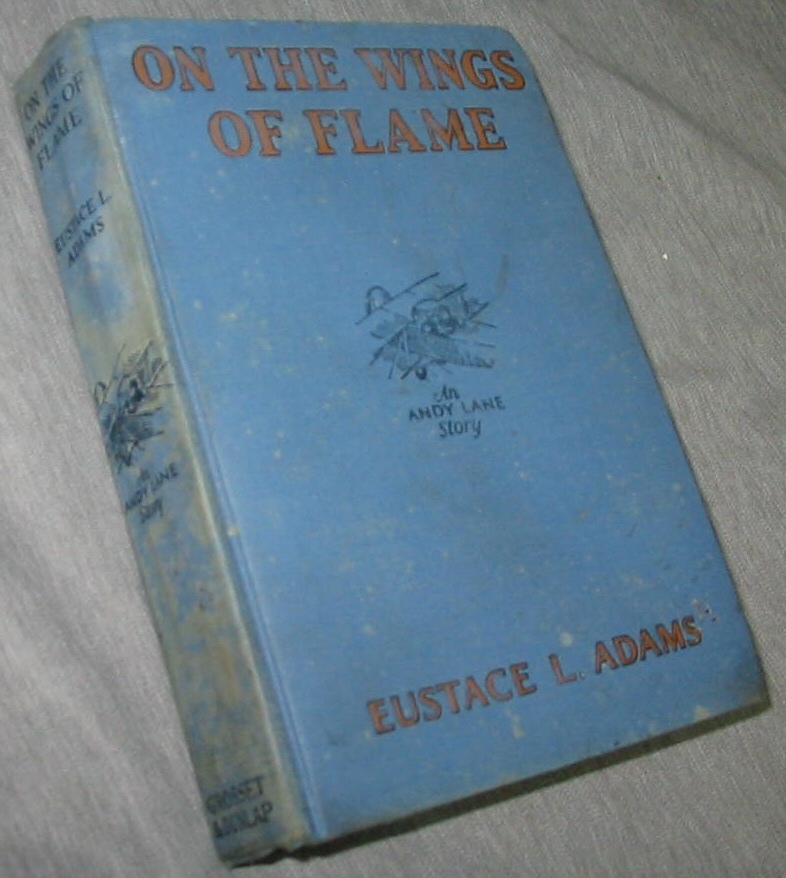 ON THE WINGS
OF FLAME
An
ANDY LANE
Story
EUSTACE L. ADAMS
ON THE
WINGS OF
FLAME
EUSTACE L.
ADAMS
An
ANDY LANE
Story
GROSSET
& DUNLAP